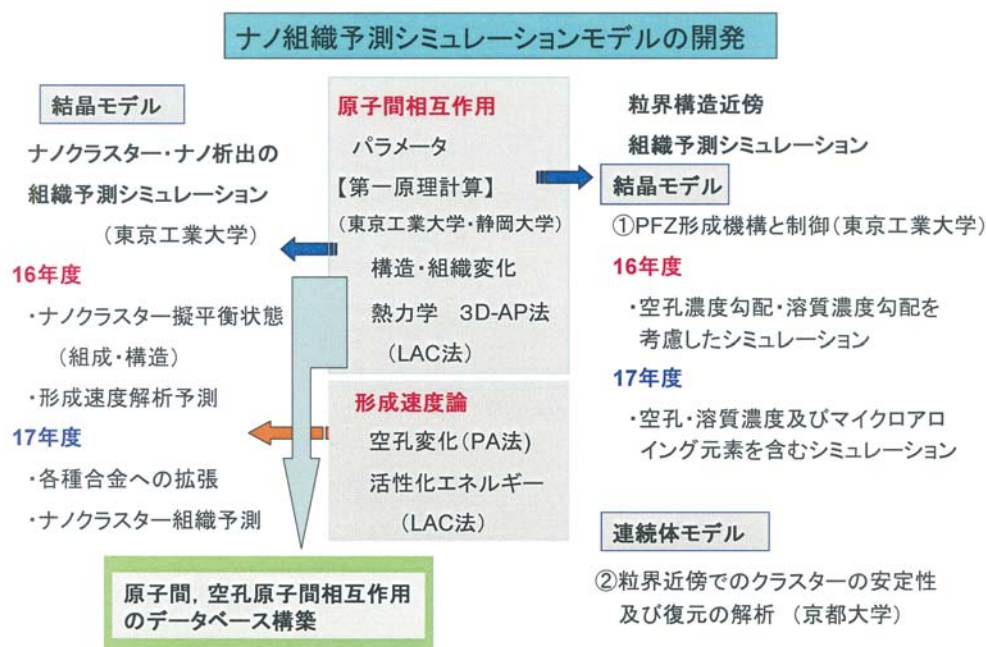 ナノ組織予測シミュレーションモデルの開発
結晶モデル
ナノクラスター・ナノ析出の
組織予測シミュレーション
(東京工業大学)
16年度
・ナノクラスター擬平衡状態
(組成・構造)
・形成速度解析予測
17年度
・各種合金への拡張
・ナノクラスター組織予測
原子間相互作用
パラメータ
【第一原理計算】
(東京工業大学・静岡大学)
構造・組織変化
熱力学 3D-AP法
(LAC法)
形成速度論
空孔変化(PA法)
活性化エネルギー
(LAC法)
原子間，空孔原子間相互作用
のデータベース構築
粒界構造近傍
組織予測シミュレーション
結晶モデル
①PFZ形成機構と制御(東京工業大学)
16年度
・空孔濃度勾配・溶質濃度勾配を
考慮したシミュレーション
17年度
・空孔・溶質濃度及びマイクロアロ
イング元素を含むシミュレーション
連続体モデル
②粒界近傍でのクラスターの安定性
及び復元の解析 (京都大学)